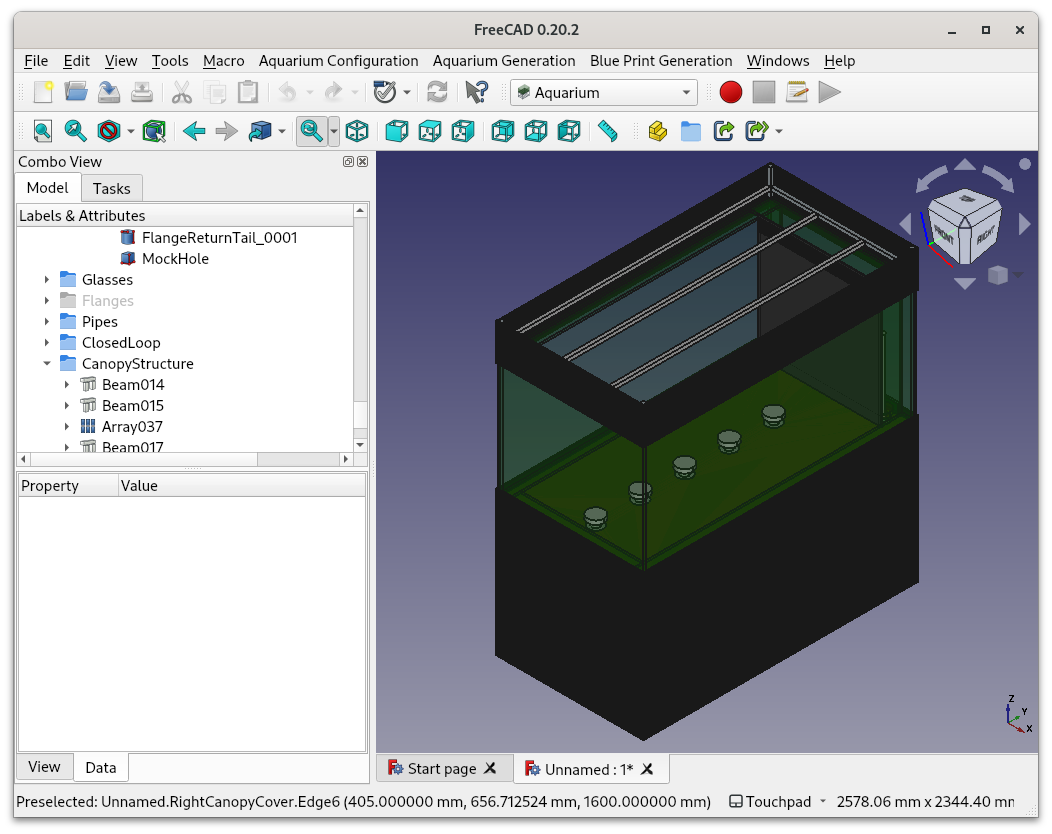 FreeCAD 0.20.2
File Edit View Tools Macro Aquarium Configuration Aquarium Generation Blue Print Generation Windows Help
Aquarium
Combo View
Model Tasks
Labels & Attributes
FlangeReturnTail_0001
MockHole
Glasses
Flanges
Pipes
ClosedLoop
CanopyStructure
Beam014
Beam015
Array037
Beam017
Property Value
FRONT RIGHT
Z
Y
X
View Data
Start page Unnamed : 1*
Preselected: Unnamed.RightCanopyCover.Edge6 (405.000000 mm, 656.712524 mm, 1600.000000 mm) Touchpad 2578.06 mm x 2344.40 mm